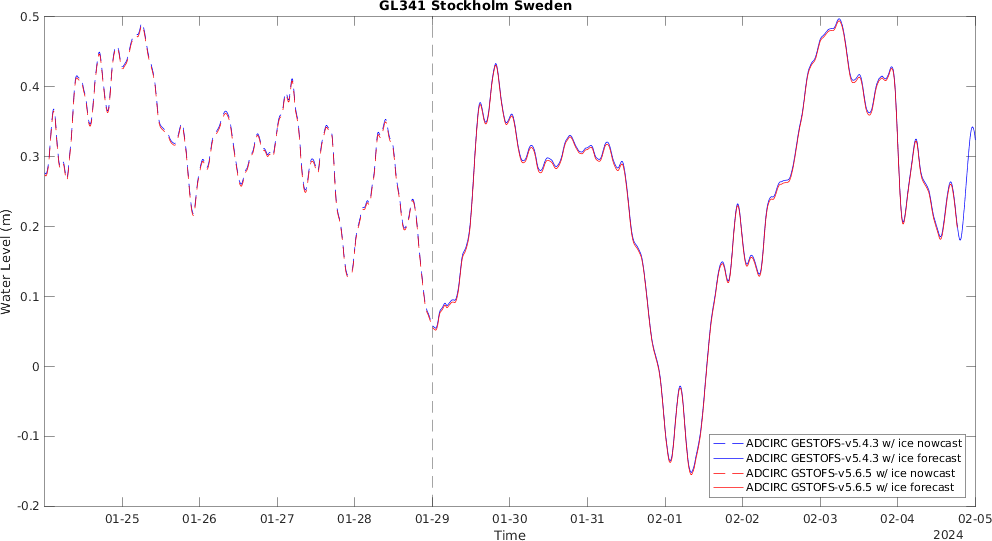 GL341 Stockholm Sweden
0.5
0.4
0.3
0.2
0.1
0
-0.1
-0.2
Water Level (m)
ADCIRC GESTOFS-v5.4.3 w/ ice nowcast
ADCIRC GESTOFS-v5.4.3 w/ ice forecast
ADCIRC GSTOFS-v5.6.5 w/ ice nowcast
ADCIRC GSTOFS-v5.6.5 w/ ice forecast
01-25 01-26 01-27 01-28 01-29 01-30 01-31 02-01 02-02 02-03 02-04 02-05
Time
2024